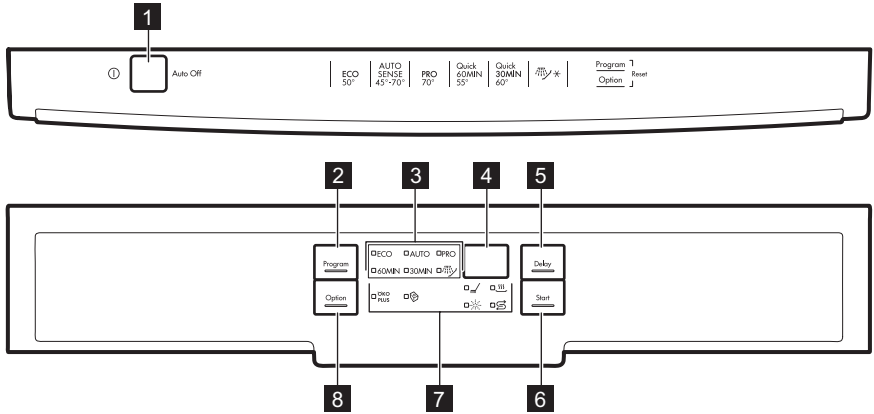 1
Auto Off
ECO
50°
AUTO
SENSE
45°-70°
PRO
70°
Quick
60MIN
55°
Quick
30MIN
60°
Program
Option
Reset
2
3
4
5
Program
ECO AUTO PRO
60MIN 30MIN
Delay
Option
ÖKO
PLUS
Start
8
7
6